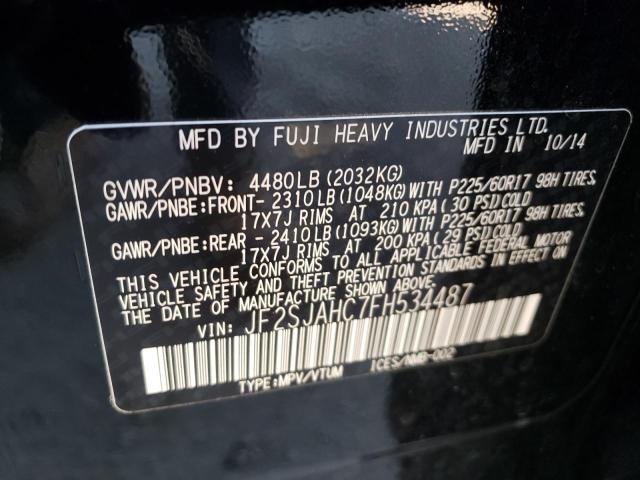 MFD BY FUJI HEAVY INDUSTRIES LTD.
MFD IN 10/14
GVWR/PNBV: 4480LB (2032KG)
GAWR/PNBE:FRONT- 2310LB (1048KG)WITH P225/60R17 98H TIRES,
17X7J RIMS AT 210 KPA (30 PSI)COLD
GAWR/PNBE:REAR - 2410LB (1093KG)WITH P225/60R17 98H TIRES,
17X7J RIMS AT 200 KPA (29 PSI)COLD
THIS VEHICLE CONFORMS TO ALL APPLICABLE FEDERAL MOTOR
VEHICLE SAFETY AND THEFT PREVENTION STANDARDS IN EFFECT ON
THE DATE OF MANUFACTURE SHOWN ABOVE.
VIN: JF2SJAHC7FH534487
TYPE:MPV/VTUM ICES/NMB-002